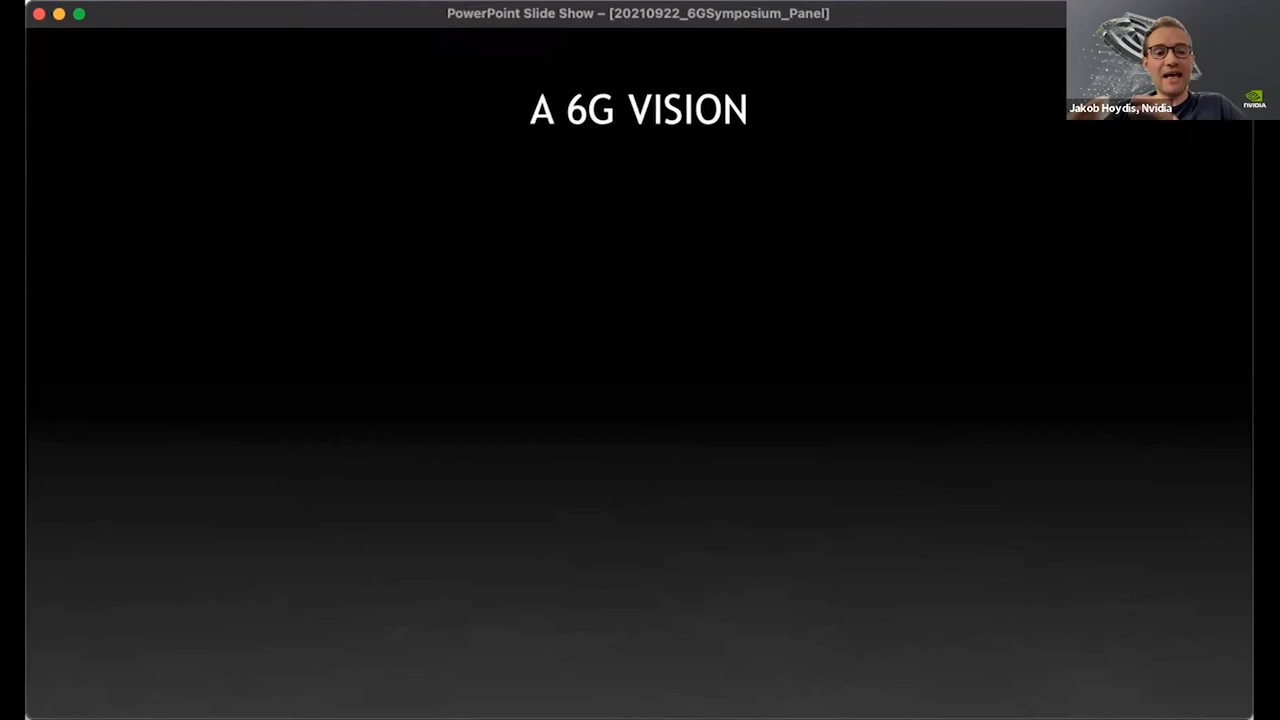 PowerPoint Slide Show – [20210922_6GSymposium_Panel]
A 6G VISION
Jakob Hoydis, Nvidia
NVIDIA